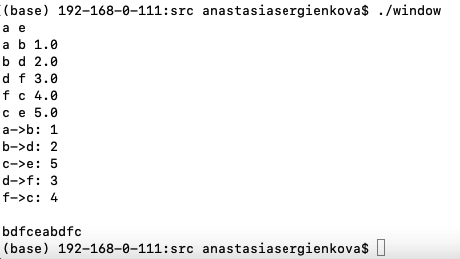 (base) 192-168-0-111:src anastasiasergienkova$ ./window
a e
a b 1.0
b d 2.0
d f 3.0
f c 4.0
c e 5.0
a->b: 1
b->d: 2
c->e: 5
d->f: 3
f->c: 4
bdfceabdfc
(base) 192-168-0-111:src anastasiasergienkova$